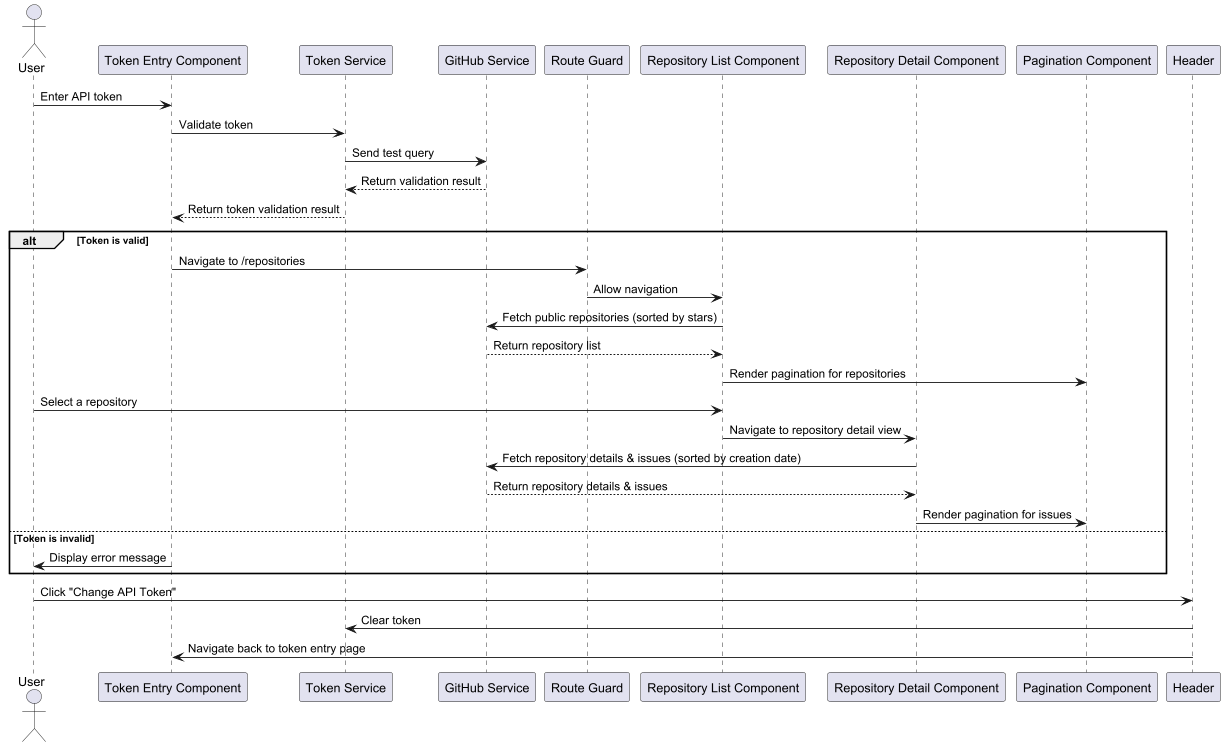 User
Token Entry Component
Token Service
GitHub Service
Route Guard
Repository List Component
Repository Detail Component
Pagination Component
Header
Enter API token
Validate token
Send test query
Return validation result
Return token validation result
alt
[Token is valid]
Navigate to /repositories
Allow navigation
Fetch public repositories (sorted by stars)
Return repository list
Render pagination for repositories
Select a repository
Navigate to repository detail view
Fetch repository details & issues (sorted by creation date)
Return repository details & issues
Render pagination for issues
[Token is invalid]
Display error message
Click "Change API Token"
Clear token
Navigate back to token entry page
User
Token Entry Component
Token Service
GitHub Service
Route Guard
Repository List Component
Repository Detail Component
Pagination Component
Header